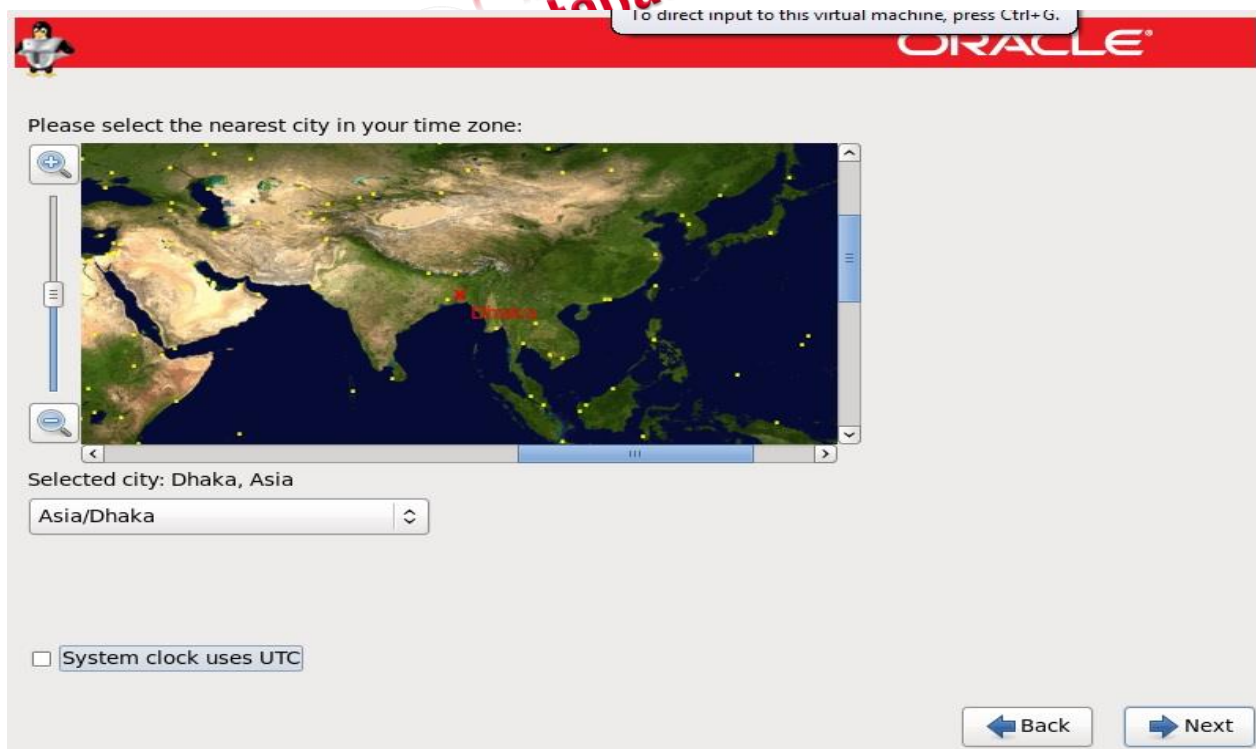 To direct input to this virtual machine, press Ctrl+G.
ORACLE®
Please select the nearest city in your time zone:
Dhaka
Selected city: Dhaka, Asia
Asia/Dhaka
System clock uses UTC
Back
Next